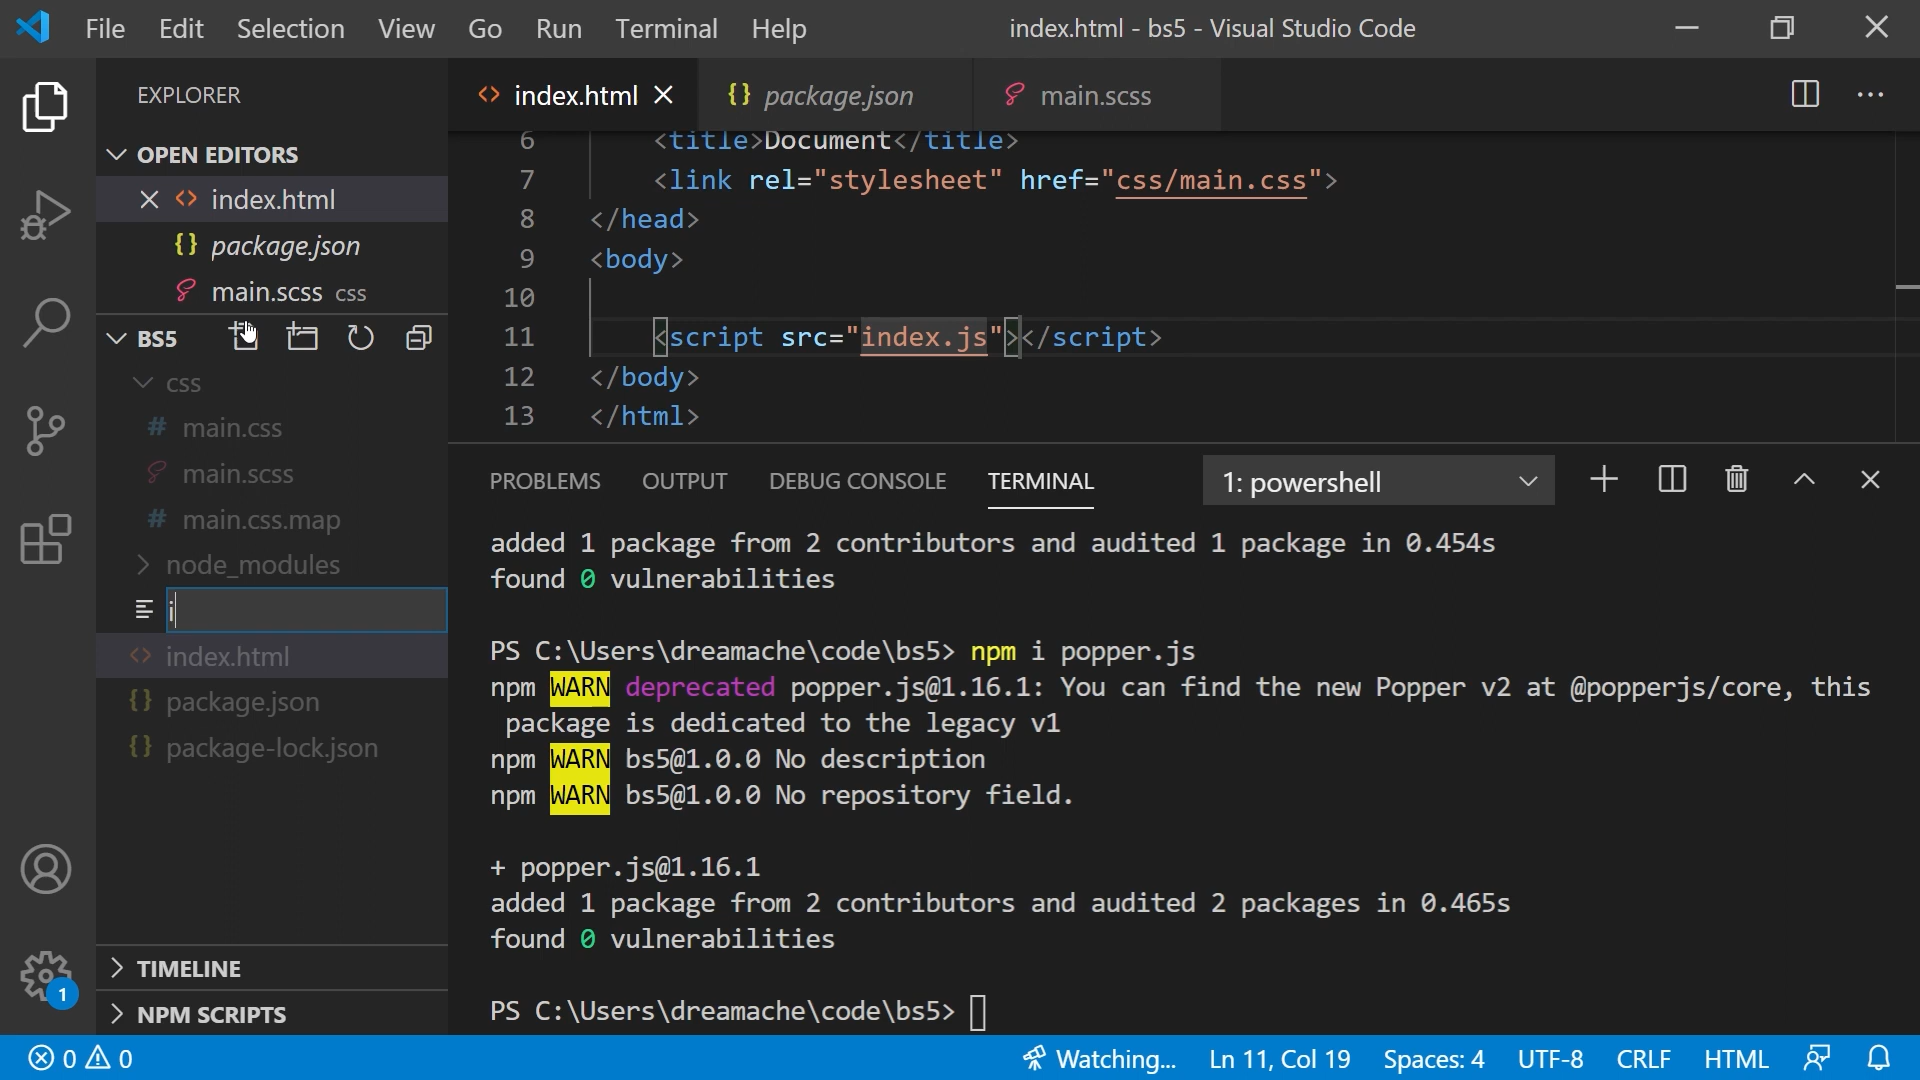 File Edit Selection View Go Run Terminal Help
index.html - bs5 - Visual Studio Code
EXPLORER
OPEN EDITORS
index.html
package.json
main.scss css
BS5
css
main.css
main.scss
main.css.map
node_modules
i
index.html
package.json
package-lock.json
TIMELINE
NPM SCRIPTS
1
index.html package.json main.scss
6 <title>Document</title>
7 <link rel="stylesheet" href="css/main.css">
8 </head>
9 <body>
10
11 <script src="index.js"></script>
12 </body>
13 </html>
PROBLEMS OUTPUT DEBUG CONSOLE TERMINAL 1: powershell
added 1 package from 2 contributors and audited 1 package in 0.454s
found 0 vulnerabilities
PS C:\Users\dreamache\code\bs5> npm i popper.js
npm WARN deprecated popper.js@1.16.1: You can find the new Popper v2 at @popperjs/core, this
package is dedicated to the legacy v1
npm WARN bs5@1.0.0 No description
npm WARN bs5@1.0.0 No repository field.
+ popper.js@1.16.1
added 1 package from 2 contributors and audited 2 packages in 0.465s
found 0 vulnerabilities
PS C:\Users\dreamache\code\bs5>
0 0 Watching... Ln 11, Col 19 Spaces: 4 UTF-8 CRLF HTML